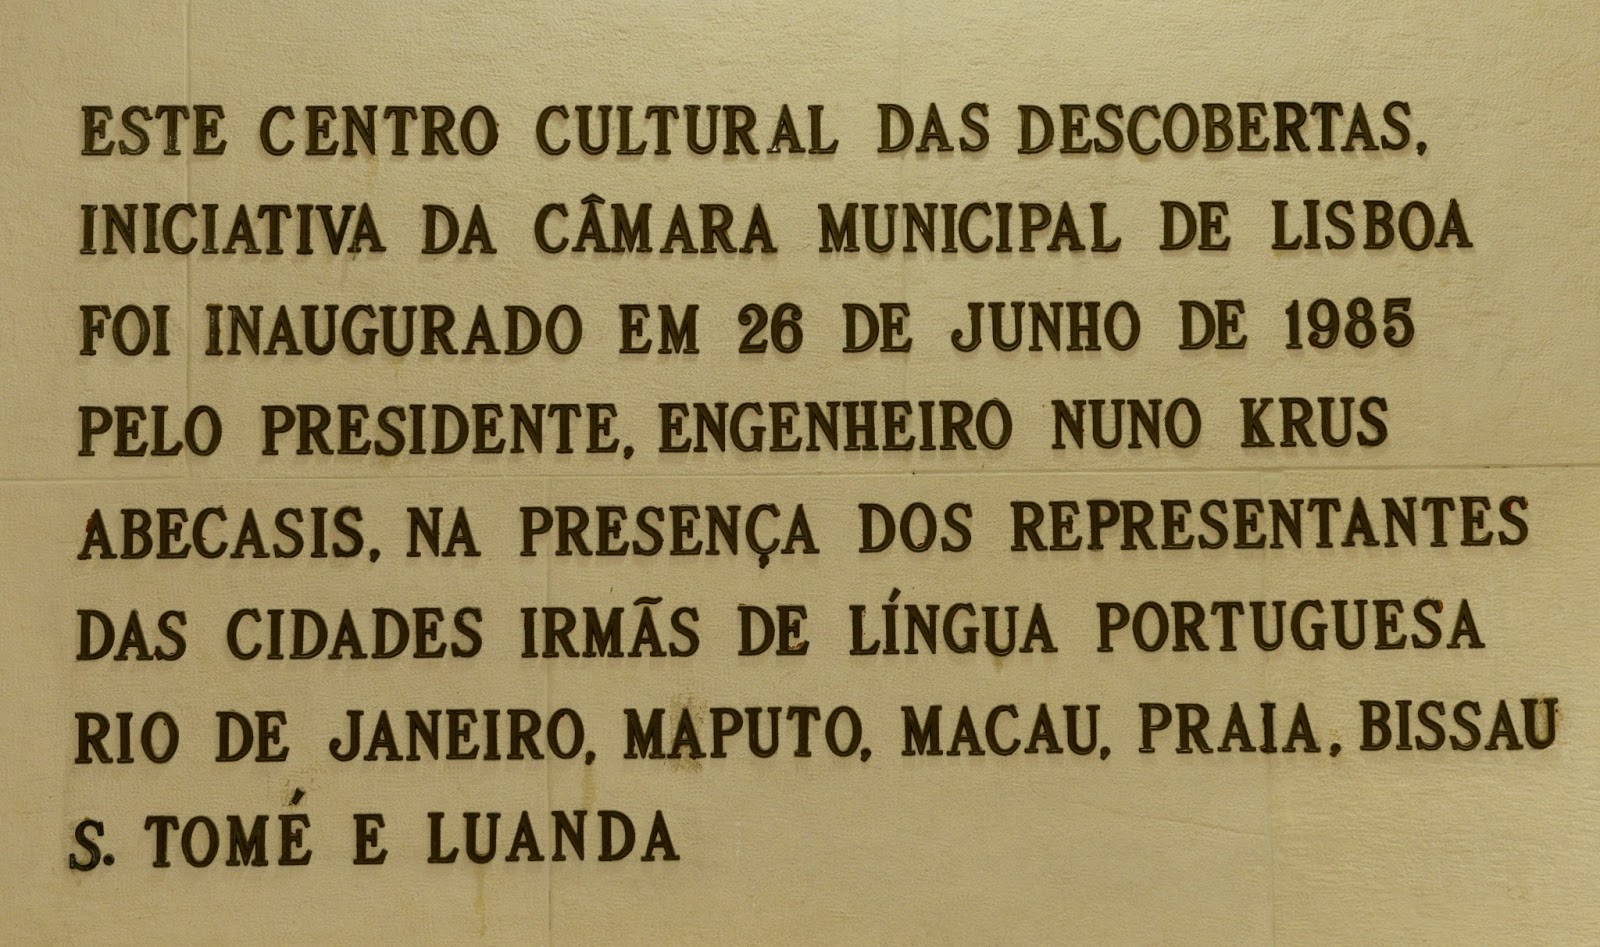 ESTE CENTRO CULTURAL DAS DESCOBERTAS,
INICIATIVA DA CÂMARA MUNICIPAL DE LISBOA
FOI INAUGURADO EM 26 DE JUNHO DE 1985
PELO PRESIDENTE, ENGENHEIRO NUNO KRUS
ABECASIS, NA PRESENÇA DOS REPRESENTANTES
DAS CIDADES IRMÃS DE LÍNGUA PORTUGUESA
RIO DE JANEIRO, MAPUTO, MACAU, PRAIA, BISSAU
S. TOMÉ E LUANDA